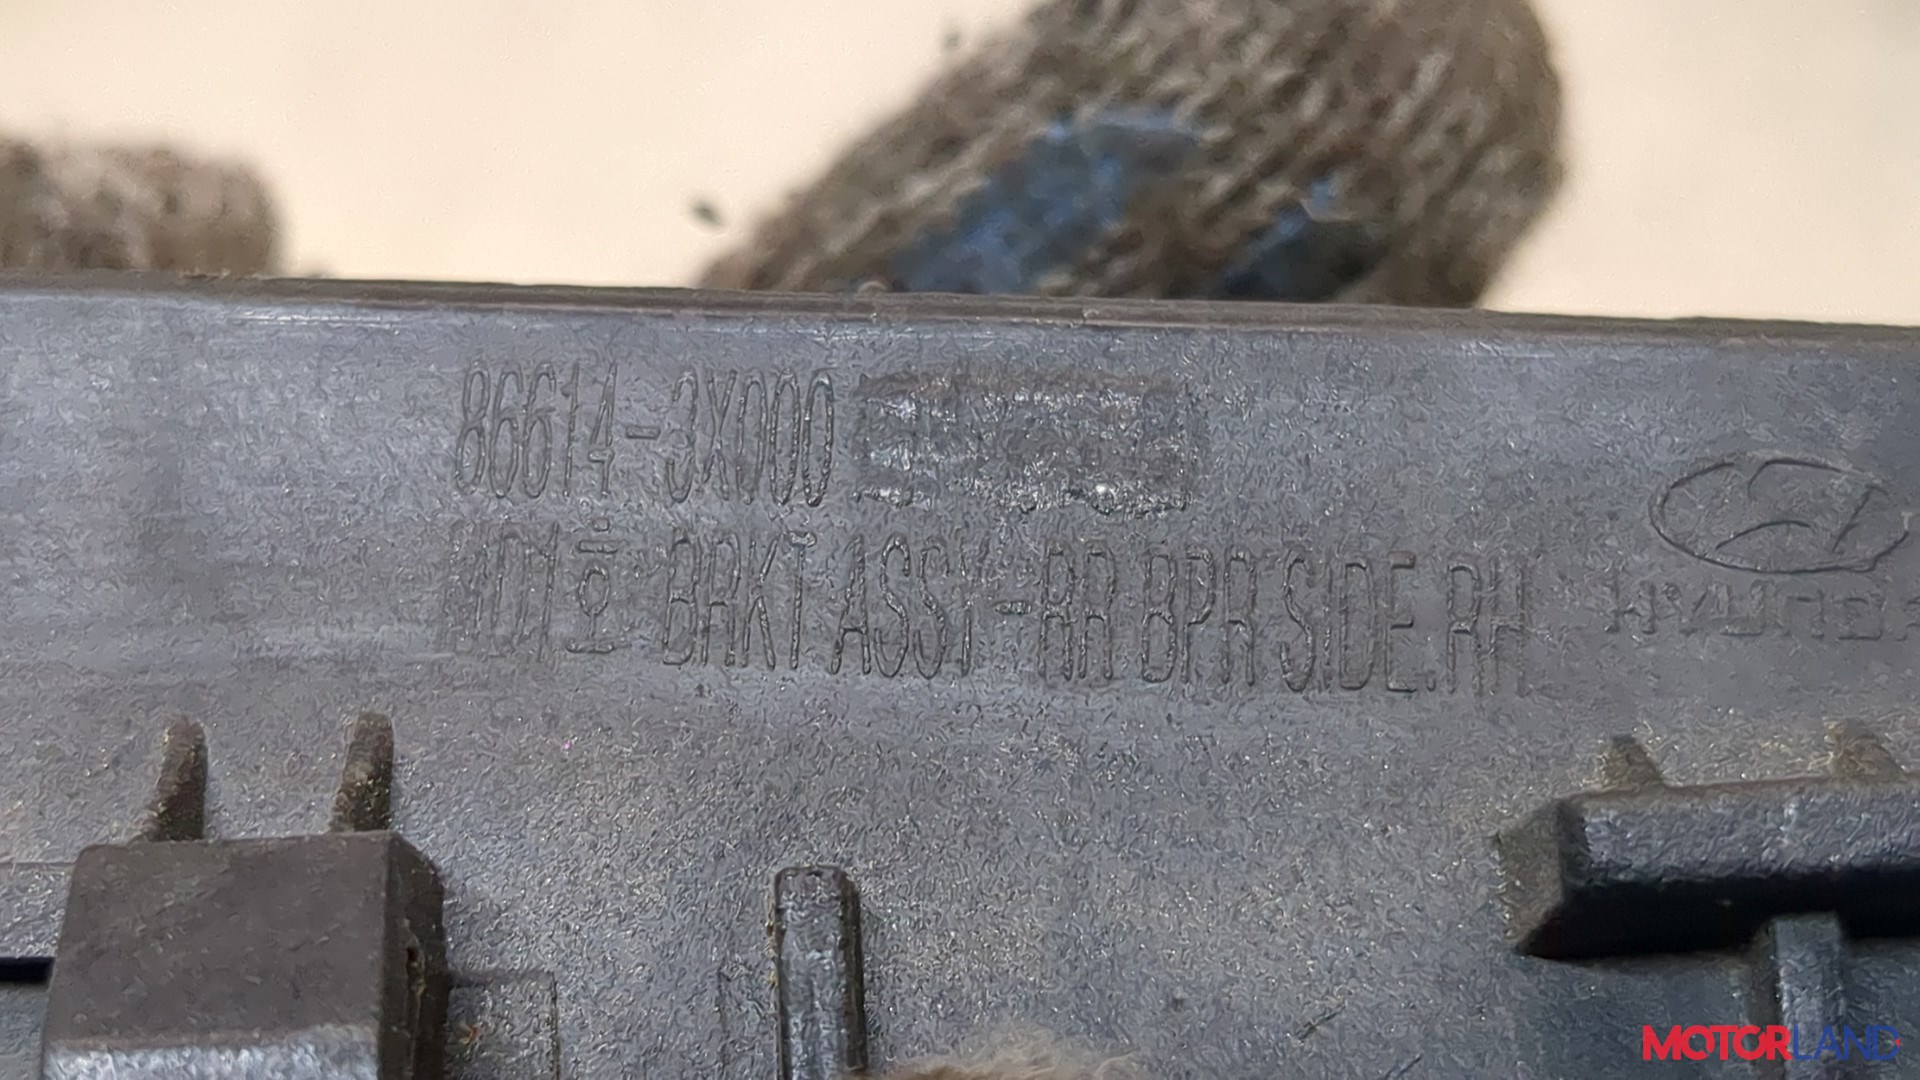 86614-3X000
BRKT ASSY-RR BPR SIDE.RH
HYUNDAI
MOTORLAND